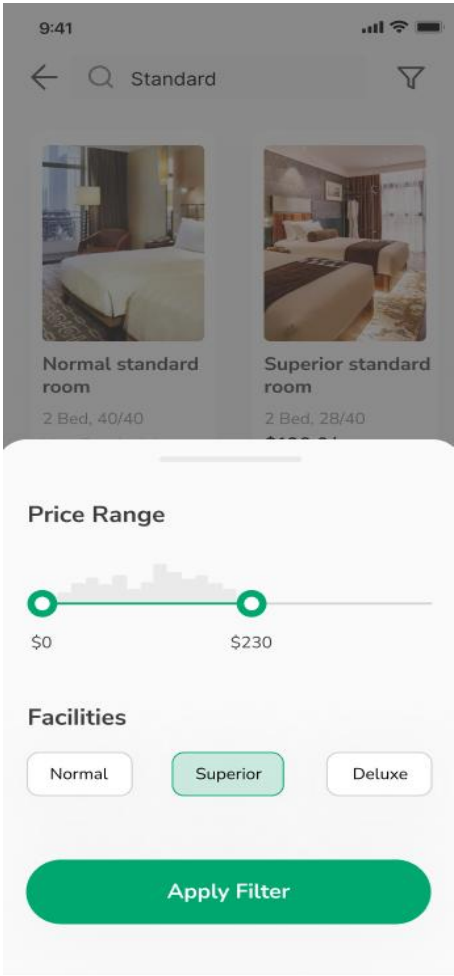 9:41
Standard
Normal standard
room
Superior standard
room
2 Bed, 40/40
2 Bed, 28/40
Price Range
$0
$230
Facilities
Normal
Superior
Deluxe
Apply Filter